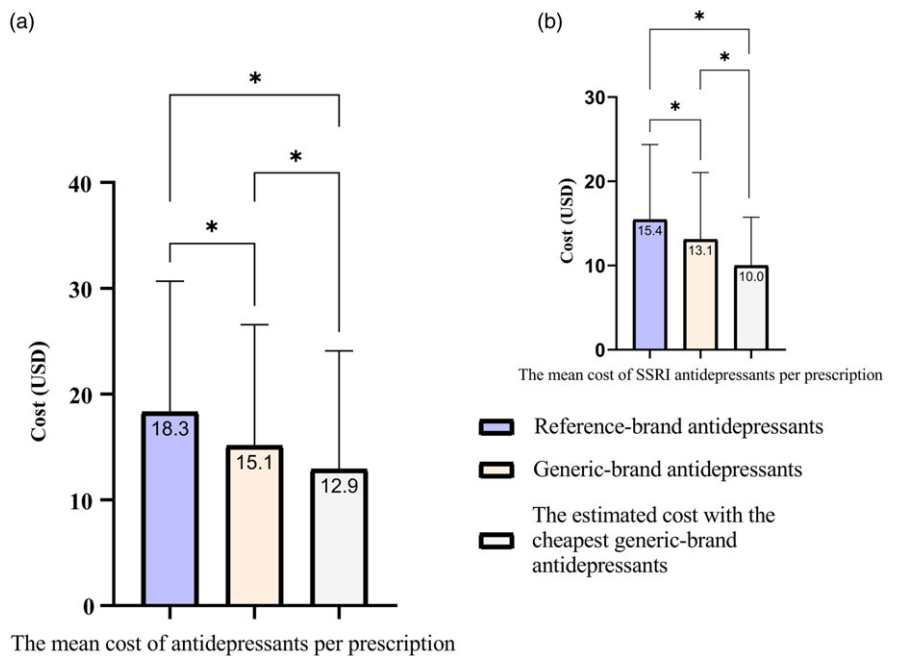 (a)
*
*
*
40
30
20
10
0
Cost (USD)
18.3
15.1
12.9
The mean cost of antidepressants per prescription
(b)
*
*
*
30
20
10
0
Cost (USD)
15.4
13.1
10.0
The mean cost of SSRI antidepressants per prescription
Reference-brand antidepressants
Generic-brand antidepressants
The estimated cost with the
cheapest generic-brand
antidepressants